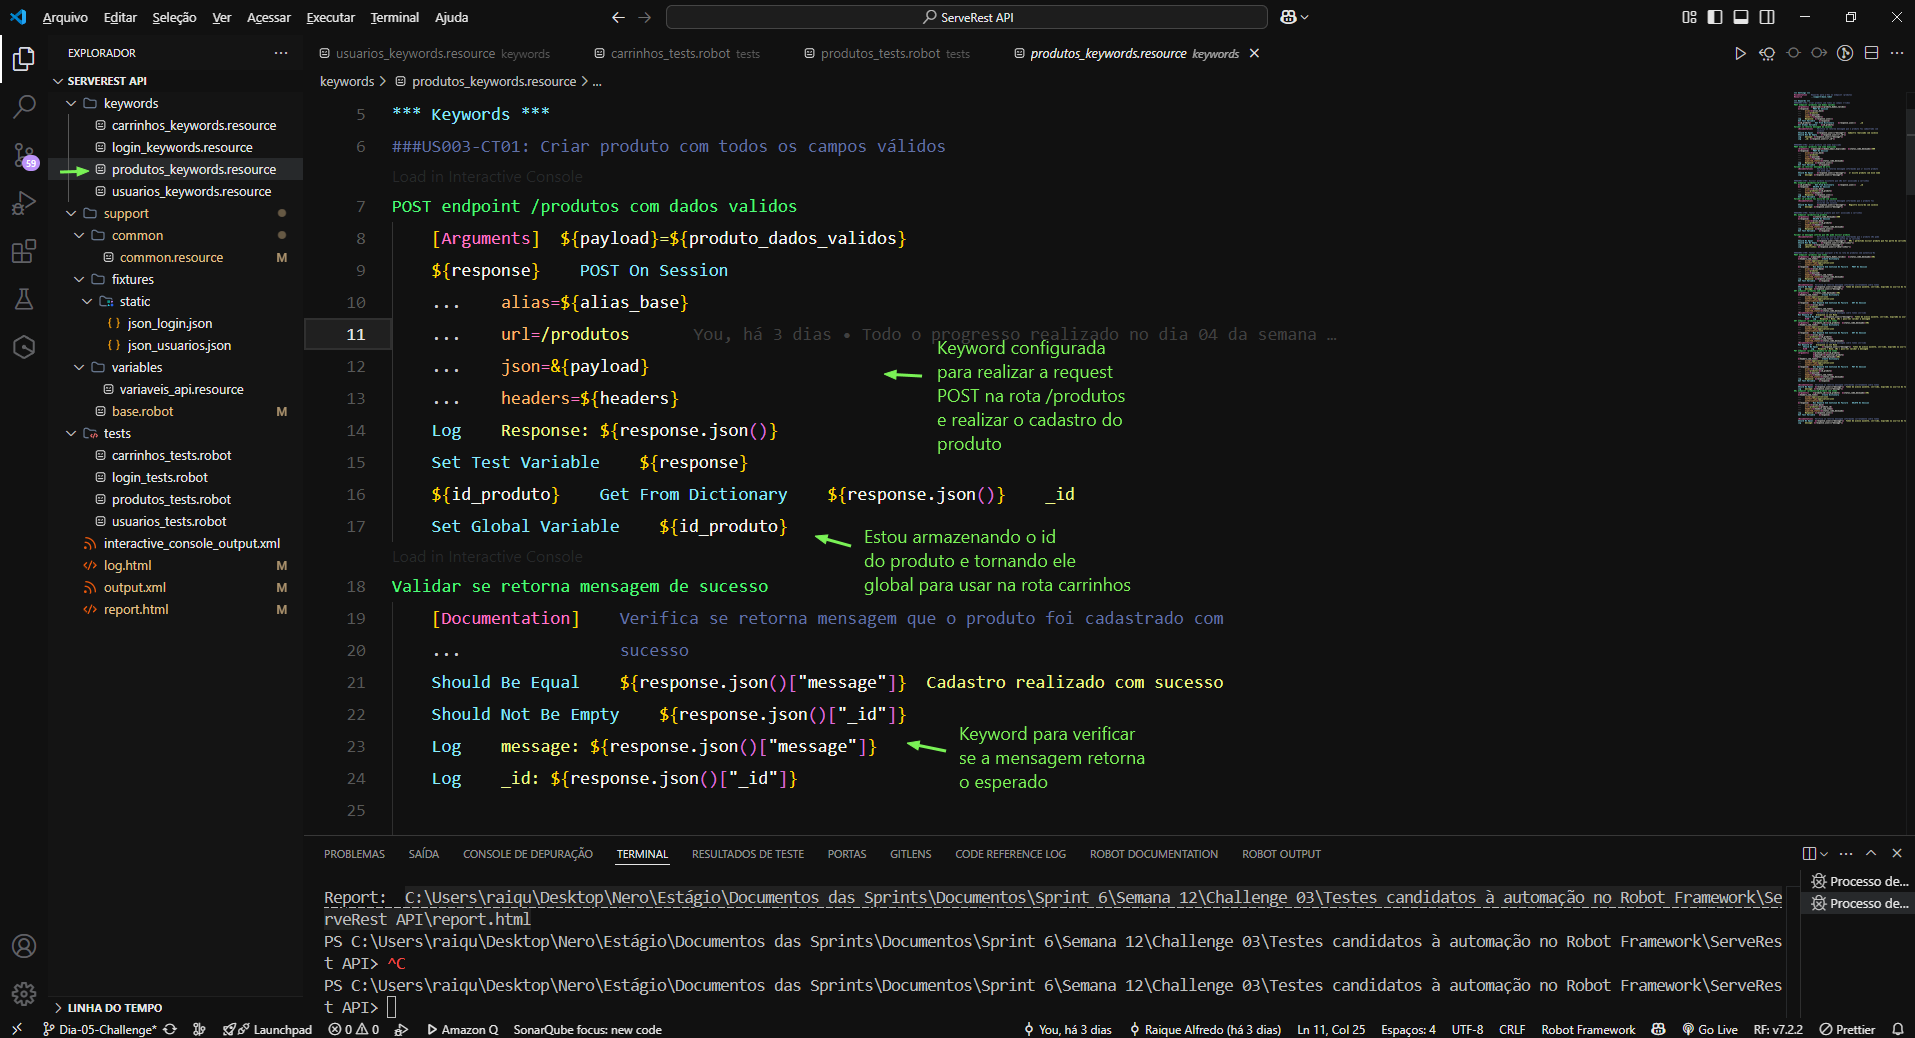 Arquivo Editar Seleção Ver Acessar Executar Terminal Ajuda
ServeRest API
EXPLORADOR
SERVEREST API
keywords
carrinhos_keywords.resource
login_keywords.resource
produtos_keywords.resource
usuarios_keywords.resource
support
common
common.resource M
fixtures
static
json_login.json
json_usuarios.json
variables
variaveis_api.resource
base.robot M
tests
carrinhos_tests.robot
login_tests.robot
produtos_tests.robot
usuarios_tests.robot
interactive_console_output.xml
log.html M
output.xml M
report.html M
LINHA DO TEMPO
59
usuarios_keywords.resource keywords
carrinhos_tests.robot tests
produtos_tests.robot tests
produtos_keywords.resource keywords
keywords > produtos_keywords.resource > ...
5 *** Keywords ***
6 ###US003-CT01: Criar produto com todos os campos válidos
Load in Interactive Console
7 POST endpoint /produtos com dados validos
8 [Arguments] ${payload}=${produto_dados_validos}
9 ${response} POST On Session
10 ... alias=${alias_base}
11 ... url=/produtos You, há 3 dias • Todo o progresso realizado no dia 04 da semana …
12 ... json=&{payload}
13 ... headers=${headers}
14 Log Response: ${response.json()}
15 Set Test Variable ${response}
16 ${id_produto} Get From Dictionary ${response.json()} _id
17 Set Global Variable ${id_produto}
Load in Interactive Console
18 Validar se retorna mensagem de sucesso
19 [Documentation] Verifica se retorna mensagem que o produto foi cadastrado com
20 ... sucesso
21 Should Be Equal ${response.json()["message"]} Cadastro realizado com sucesso
22 Should Not Be Empty ${response.json()["_id"]}
23 Log message: ${response.json()["message"]}
24 Log _id: ${response.json()["_id"]}
25
Keyword configurada
para realizar a request
POST na rota /produtos
e realizar o cadastro do
produto
Estou armazenando o id
do produto e tornando ele
global para usar na rota carrinhos
Keyword para verificar
se a mensagem retorna
o esperado
PROBLEMAS SAÍDA CONSOLE DE DEPURAÇÃO TERMINAL RESULTADOS DE TESTE PORTAS GITLENS CODE REFERENCE LOG ROBOT DOCUMENTATION ROBOT OUTPUT
Report: C:\Users\raiqu\Desktop\Nero\Estágio\Documentos das Sprints\Documentos\Sprint 6\Semana 12\Challenge 03\Testes candidatos à automação no Robot Framework\Se
rveRest API\report.html
PS C:\Users\raiqu\Desktop\Nero\Estágio\Documentos das Sprints\Documentos\Sprint 6\Semana 12\Challenge 03\Testes candidatos à automação no Robot Framework\ServeRes
t API> ^C
PS C:\Users\raiqu\Desktop\Nero\Estágio\Documentos das Sprints\Documentos\Sprint 6\Semana 12\Challenge 03\Testes candidatos à automação no Robot Framework\ServeRes
t API>
Processo de...
Processo de...
Dia-05-Challenge* Launchpad 0 0 Amazon Q SonarQube focus: new code You, há 3 dias Raique Alfredo (há 3 dias) Ln 11, Col 25 Espaços: 4 UTF-8 CRLF Robot Framework Go Live RF: v7.2.2 Prettier